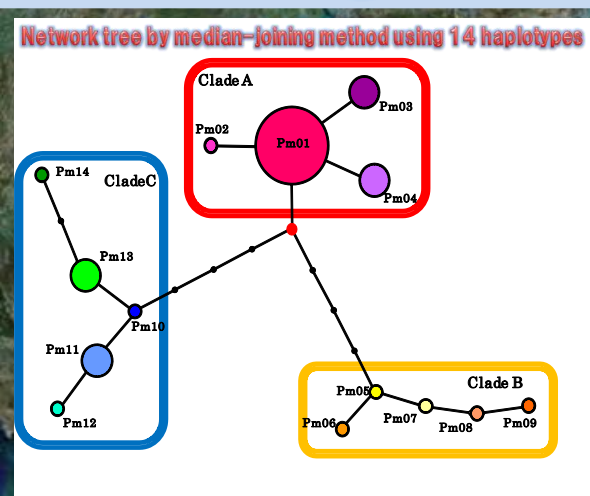 Network tree by median-joining method using 14 haplotypes
Clade A
Pm03
Pm02
Pm01
Pm04
Pm14
CladeC
Pm13
Pm10
Pm11
Pm12
Clade B
Pm05
Pm07
Pm06
Pm08
Pm09